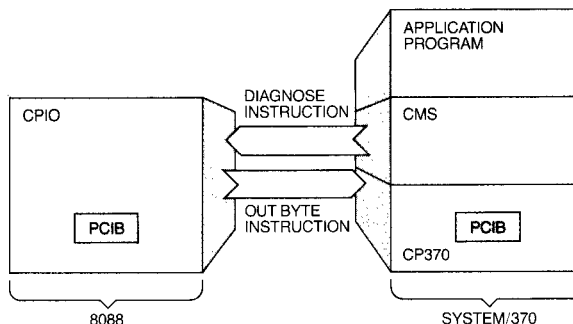 APPLICATION
PROGRAM
DIAGNOSE
INSTRUCTION
CPIO
CMS
OUT BYTE
INSTRUCTION
PCIB
PCIB
CP370
8088
SYSTEM/370